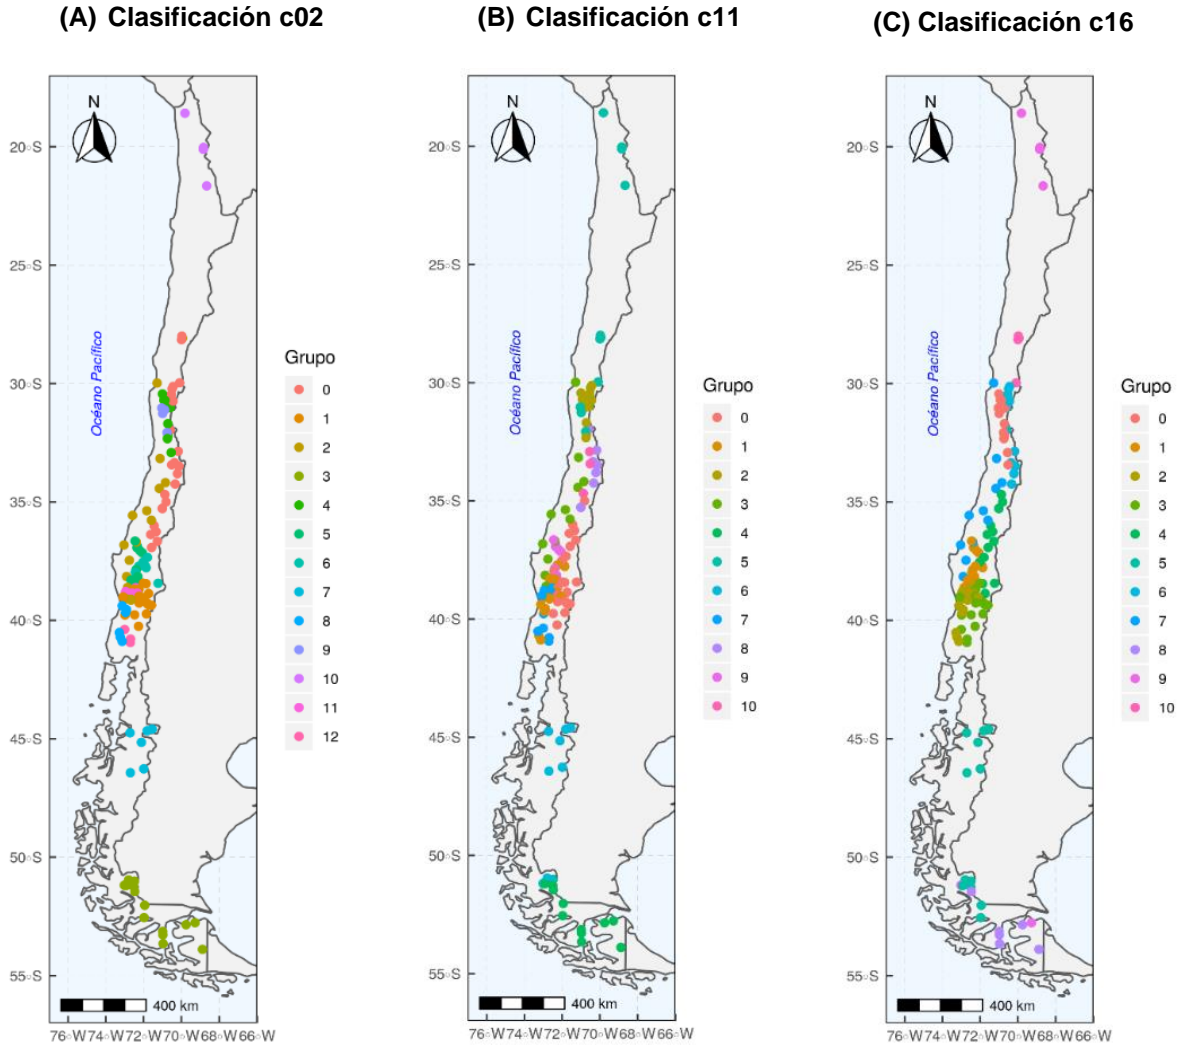 (A) Clasificación c02
(B) Clasificación c11
(C) Clasificación c16
N
20°S
25°S
30°S
35°S
40°S
45°S
50°S
55°S
Océano Pacífico
400 km
76°W 74°W 72°W 70°W 68°W 66°W
Grupo
0
1
2
3
4
5
6
7
8
9
10
11
12
N
20°S
25°S
30°S
35°S
40°S
45°S
50°S
55°S
Océano Pacífico
400 km
76°W 74°W 72°W 70°W 68°W 66°W
Grupo
0
1
2
3
4
5
6
7
8
9
10
N
20°S
25°S
30°S
35°S
40°S
45°S
50°S
55°S
Océano Pacífico
400 km
76°W 74°W 72°W 70°W 68°W 66°W
Grupo
0
1
2
3
4
5
6
7
8
9
10